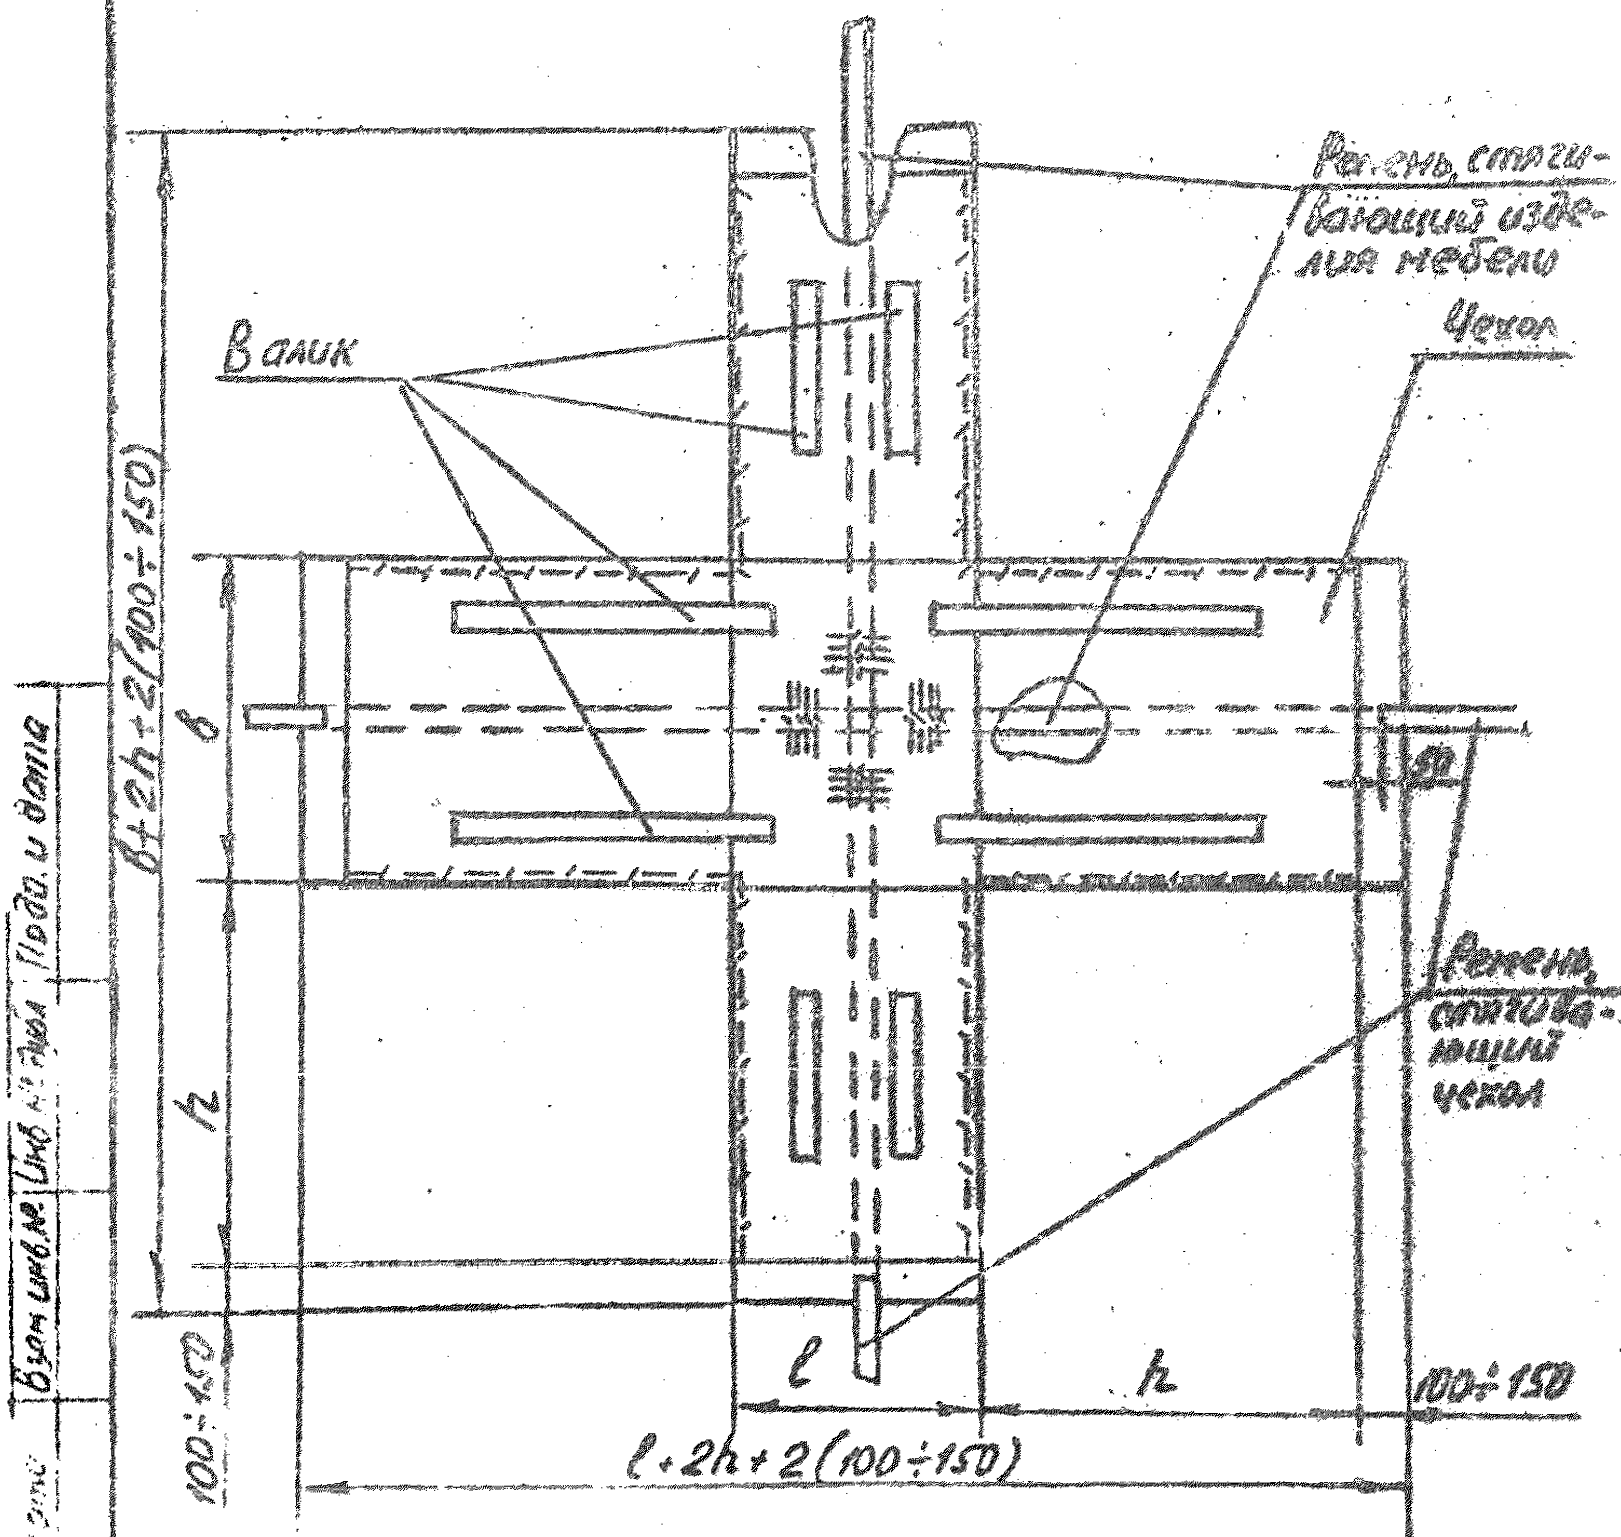 Ремень, стяги-
вающий изде-
лия мебели
Чехол
Валик
в+2h+2(100÷150)
в
50
Ремень,
стягива-
ющий
чехол
h
100÷150
l
h
100÷150
l+2h+2(100÷150)
Подп. и дата
Инв № дубл
Взам инв.№